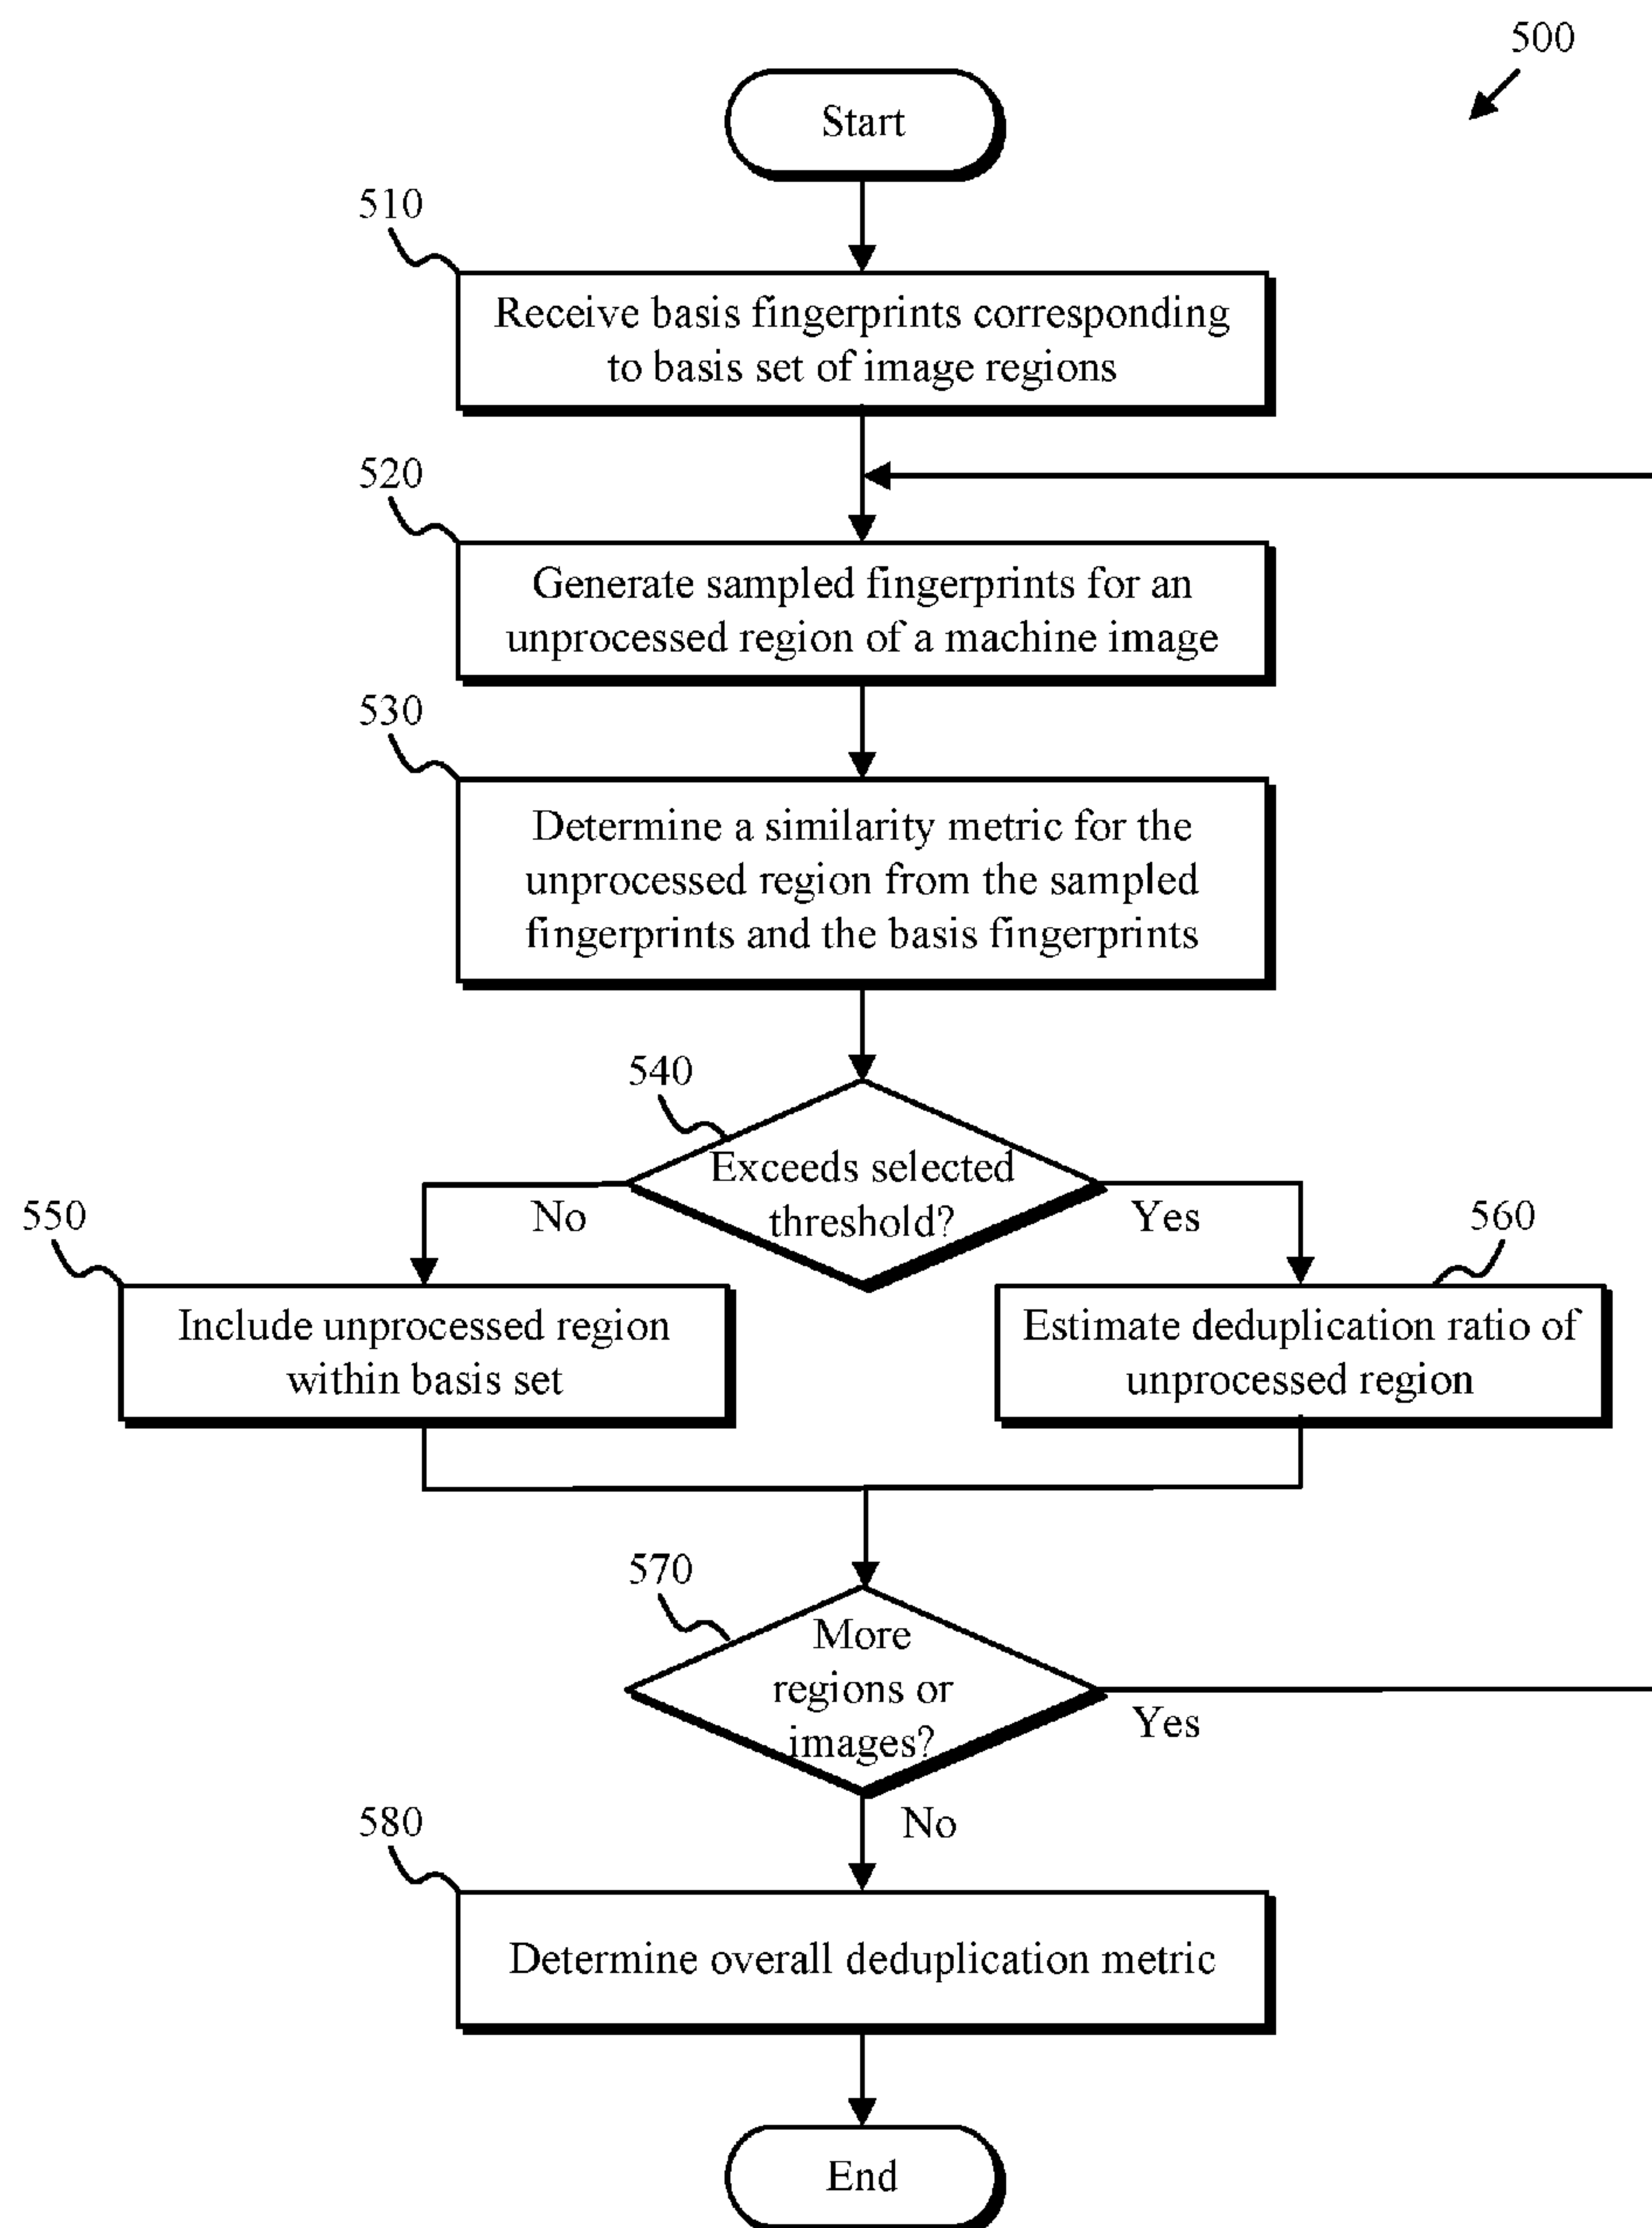 500
Start
510
Receive basis fingerprints corresponding
to basis set of image regions
520
Generate sampled fingerprints for an
unprocessed region of a machine image
530
Determine a similarity metric for the
unprocessed region from the sampled
fingerprints and the basis fingerprints
540
Exceeds selected
threshold?
No
Yes
550
Include unprocessed region
within basis set
560
Estimate deduplication ratio of
unprocessed region
570
More
regions or
images?
Yes
No
580
Determine overall deduplication metric
End